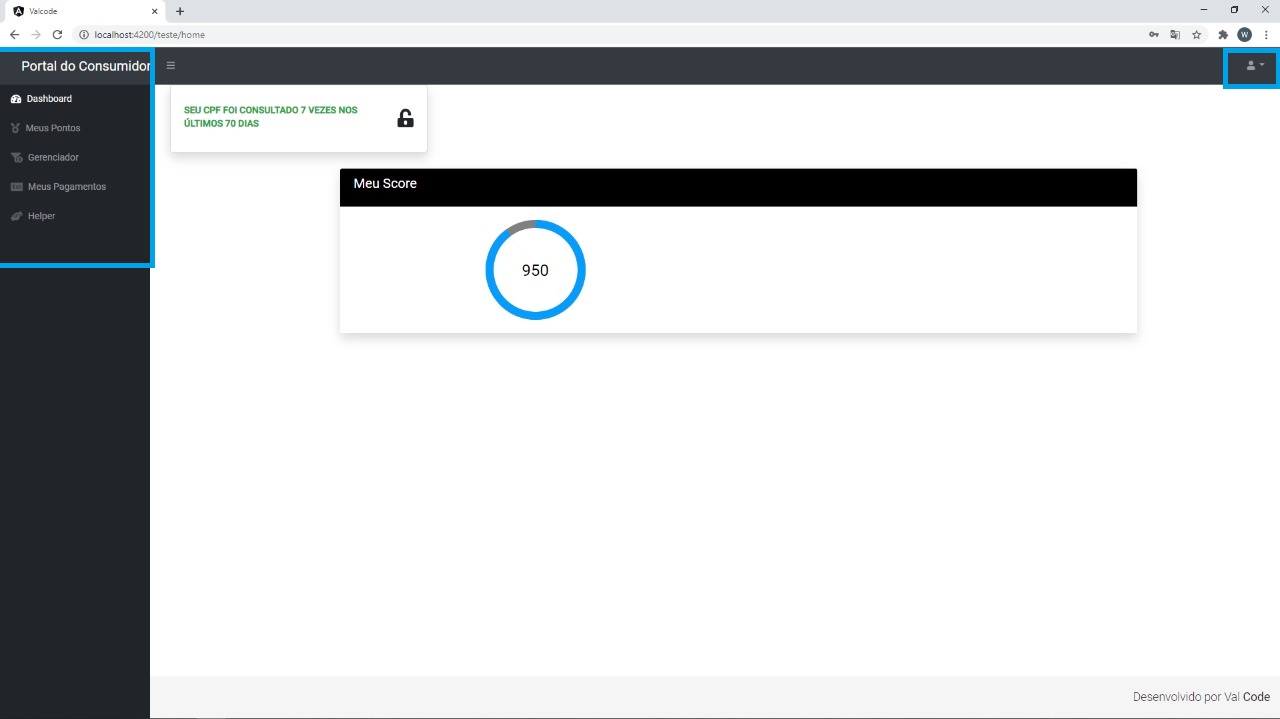 Valcode
localhost:4200/teste/home
W
Portal do Consumidor
Dashboard
Meus Pontos
Gerenciador
Meus Pagamentos
Helper
SEU CPF FOI CONSULTADO 7 VEZES NOS
ÚLTIMOS 70 DIAS
Meu Score
950
Desenvolvido por Val Code